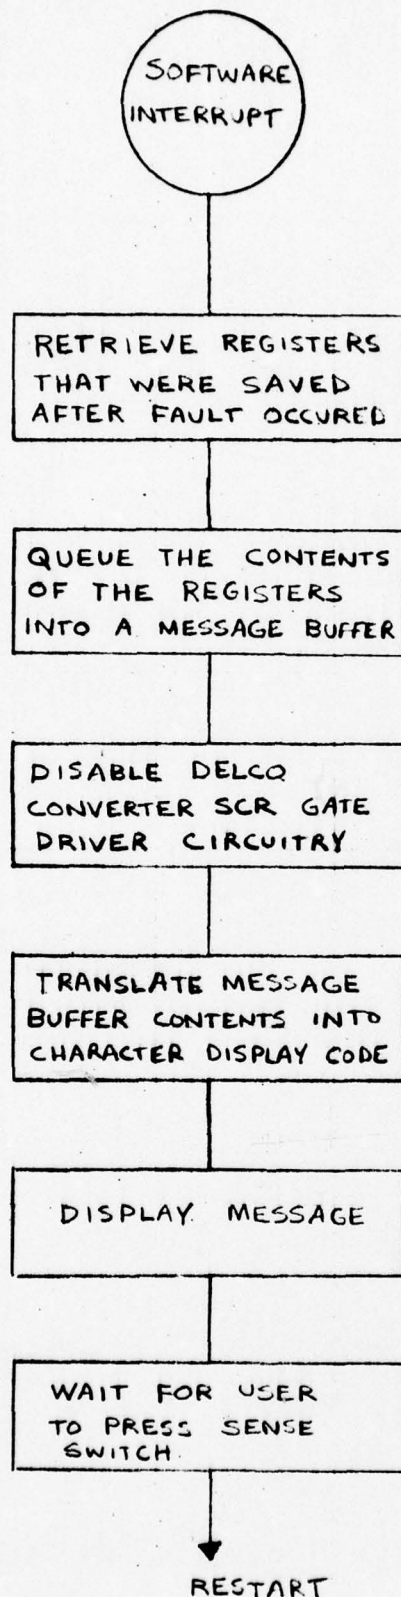 SOFTWARE
INTERRUPT
RETRIEVE REGISTERS
THAT WERE SAVED
AFTER FAULT OCCURED
QUEUE THE CONTENTS
OF THE REGISTERS
INTO A MESSAGE BUFFER
DISABLE DELCO
CONVERTER SCR GATE
DRIVER CIRCUITRY
TRANSLATE MESSAGE
BUFFER CONTENTS INTO
CHARACTER DISPLAY CODE
DISPLAY MESSAGE
WAIT FOR USER
TO PRESS SENSE
SWITCH
RESTART